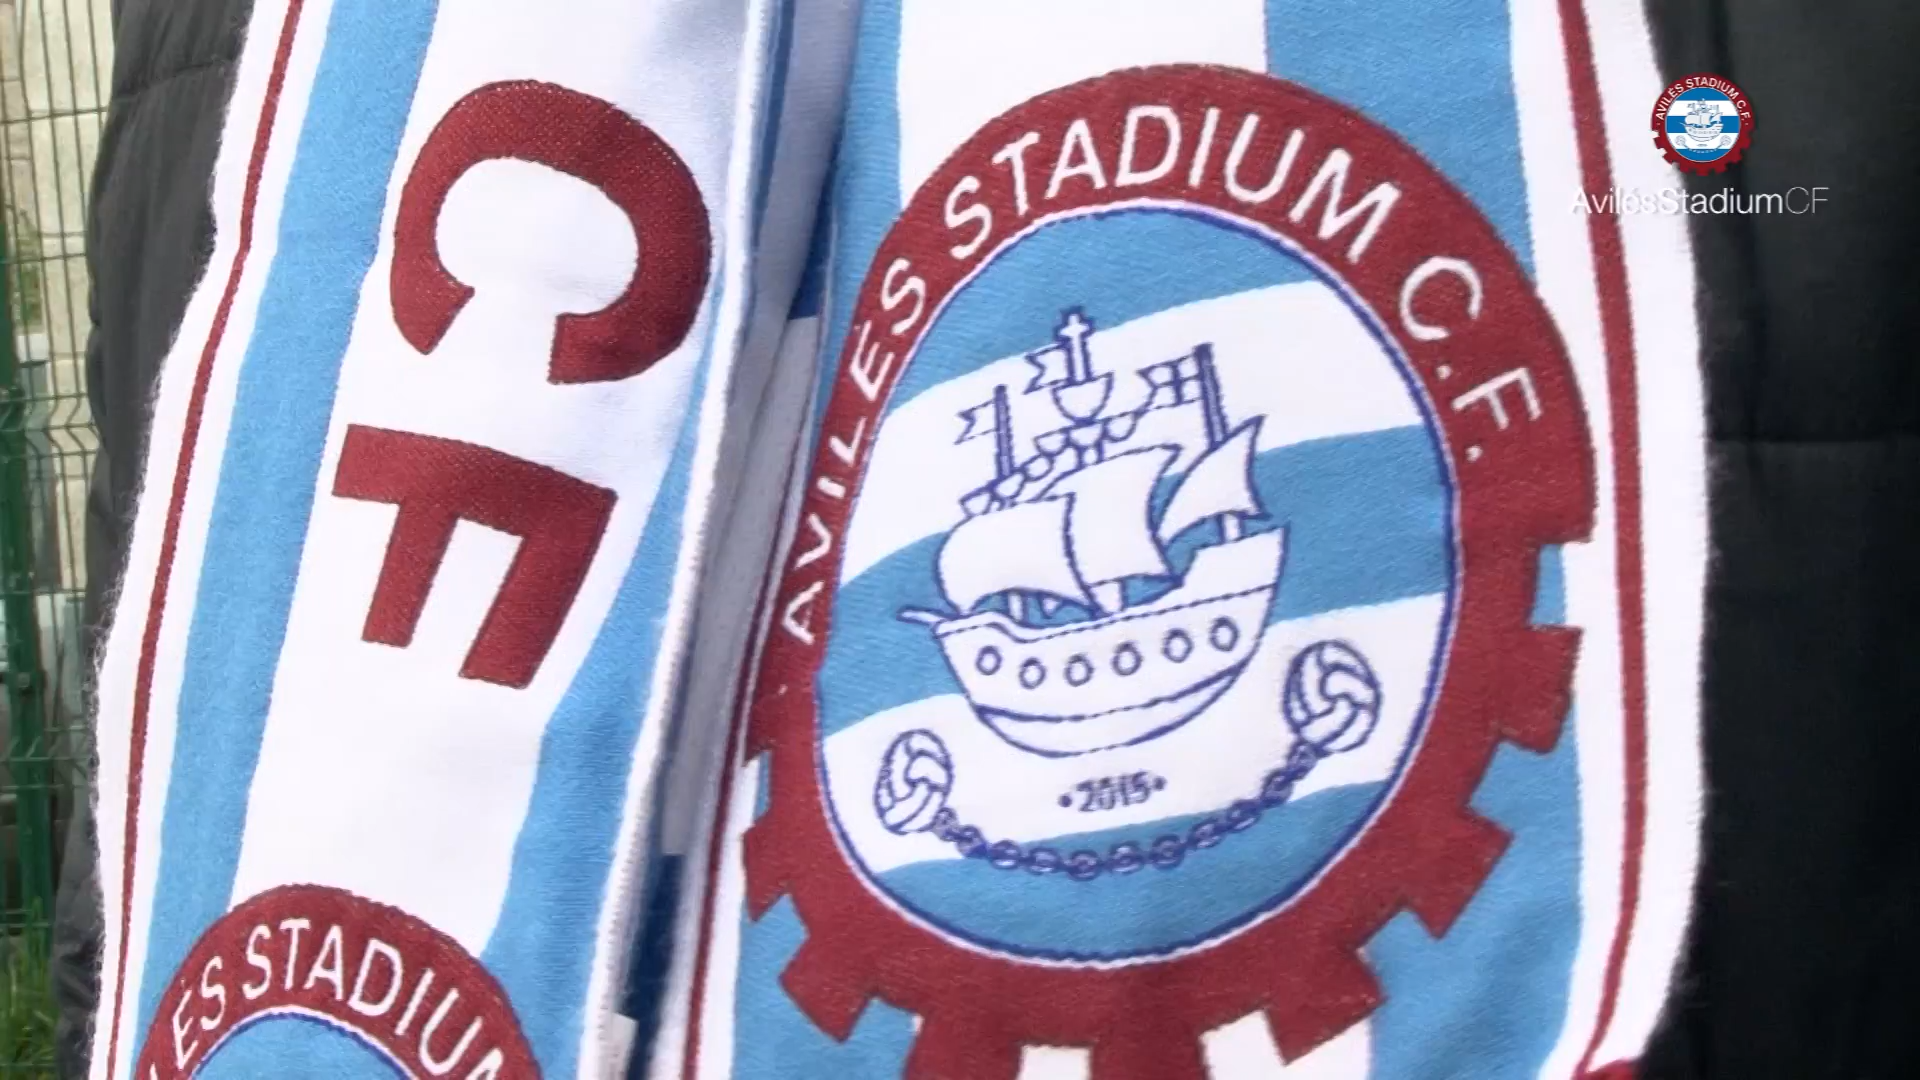 CF
AVILÉS STADIUM C.F.
•2015•
ÉS STADIUM
AVILÉS STADIUM C.F.
AvilésStadiumCF